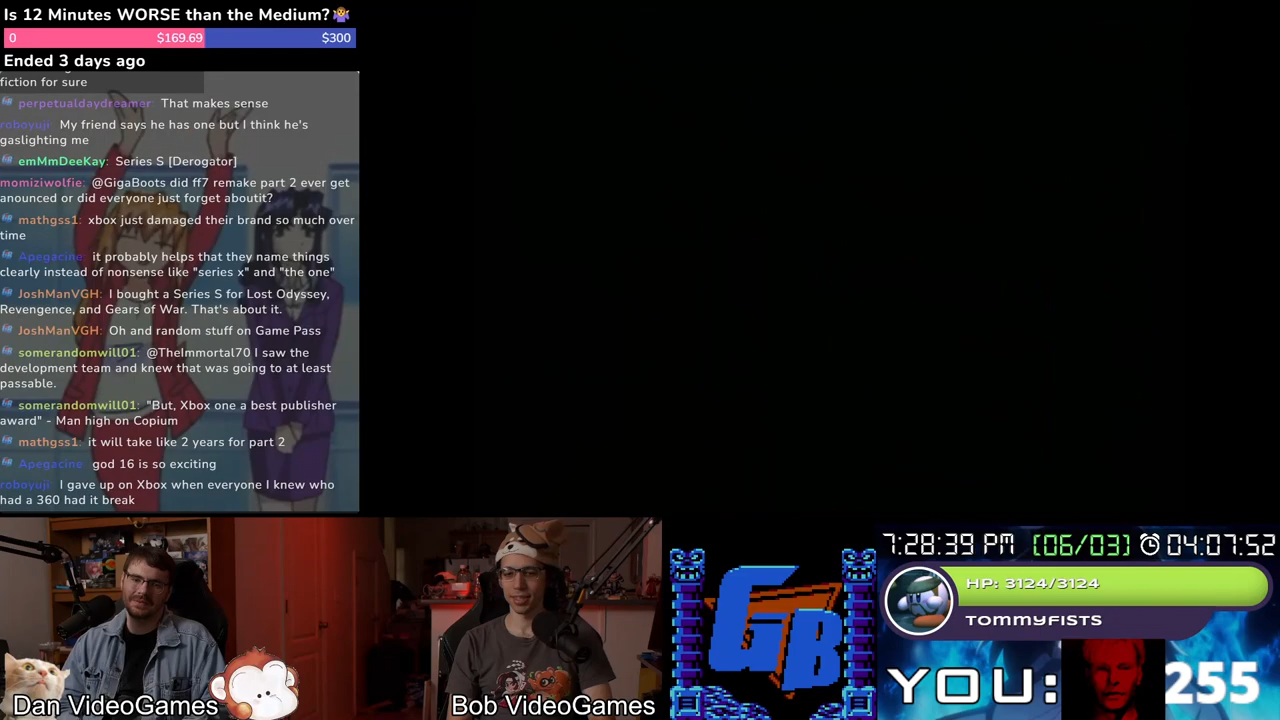 Is 12 Minutes WORSE than the Medium?🤷‍♀️
0 $169.69 $300
Ended 3 days ago
fiction for sure
perpetualdaydreamer: That makes sense
roboyuji: My friend says he has one but I think he's
gaslighting me
emMmDeeKay: Series S [Derogator]
momiziwolfie: @GigaBoots did ff7 remake part 2 ever get
anounced or did everyone just forget aboutit?
mathgss1: xbox just damaged their brand so much over
time
Apegacine: it probably helps that they name things
clearly instead of nonsense like "series x" and "the one"
JoshManVGH: I bought a Series S for Lost Odyssey,
Revengence, and Gears of War. That's about it.
JoshManVGH: Oh and random stuff on Game Pass
somerandomwill01: @TheImmortal70 I saw the
development team and knew that was going to at least
passable.
somerandomwill01: "But, Xbox one a best publisher
award" - Man high on Copium
mathgss1: it will take like 2 years for part 2
Apegacine: god 16 is so exciting
roboyuji: I gave up on Xbox when everyone I knew who
had a 360 had it break
Dan VideoGames
Bob VideoGames
GB
7:28:39 PM [06/03] 04:07:52
HP: 3124/3124
TOMMYFISTS
YOU: 255